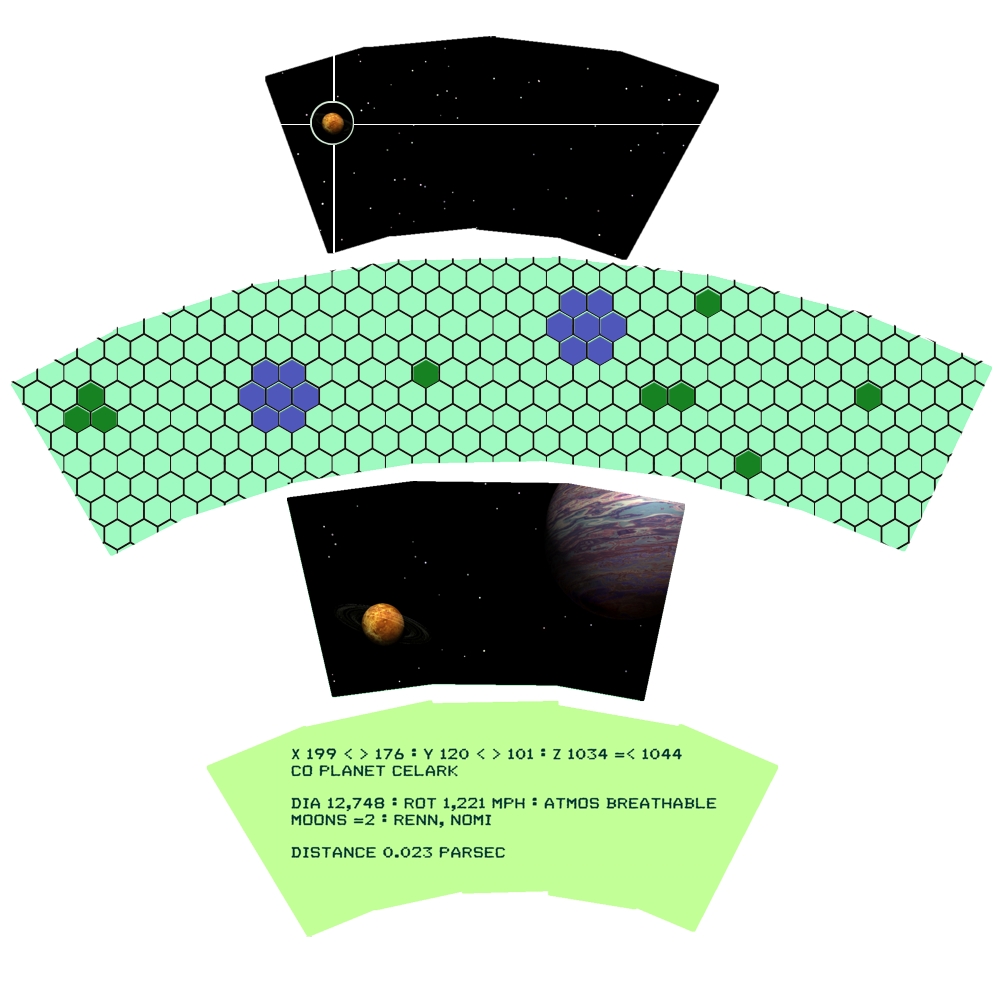 X 199 < > 176 : Y 120 < > 101 : Z 1034 =< 1044
CO PLANET CELARK
DIA 12,748 : ROT 1,221 MPH : ATMOS BREATHABLE
MOONS =2 : RENN, NOMI
DISTANCE 0.023 PARSEC